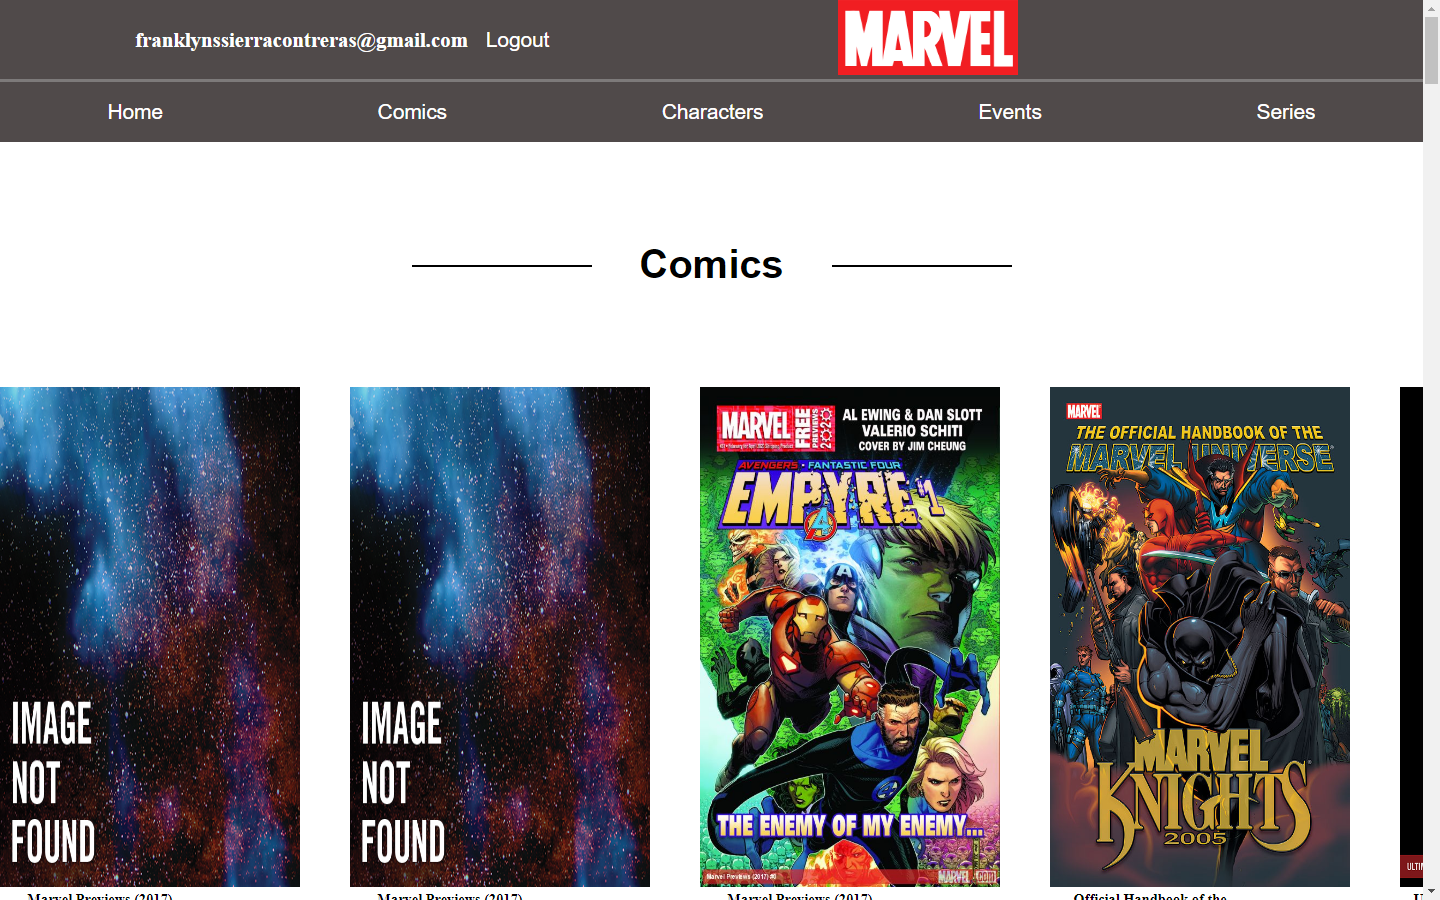 franklynssierracontreras@gmail.com Logout
MARVEL
Home Comics Characters Events Series
Comics
IMAGE
NOT
FOUND
IMAGE
NOT
FOUND
MARVEL
FREE
PREVIEWS
2020
AL EWING & DAN SLOTT
VALERIO SCHITI
COVER BY JIM CHEUNG
AVENGERS • FANTASTIC FOUR
EMPYRE #1
THE ENEMY OF MY ENEMY...
Marvel Previews (2017) #0
MARVEL.COM
MARVEL
THE OFFICIAL HANDBOOK OF THE
MARVEL UNIVERSE
MARVEL
KNIGHTS
2005
Marvel Previews (2017)
Marvel Previews (2017)
Marvel Previews (2017)
Official Handbook of the